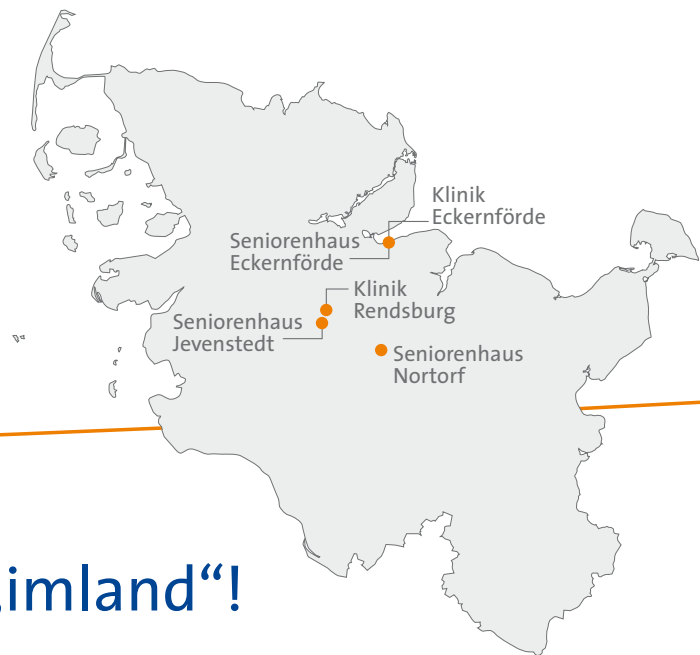 Klinik
Eckernförde
Seniorenhaus
Eckernförde
Klinik
Rendsburg
Seniorenhaus
Jevenstedt
Seniorenhaus
Nortorf
„imland“!